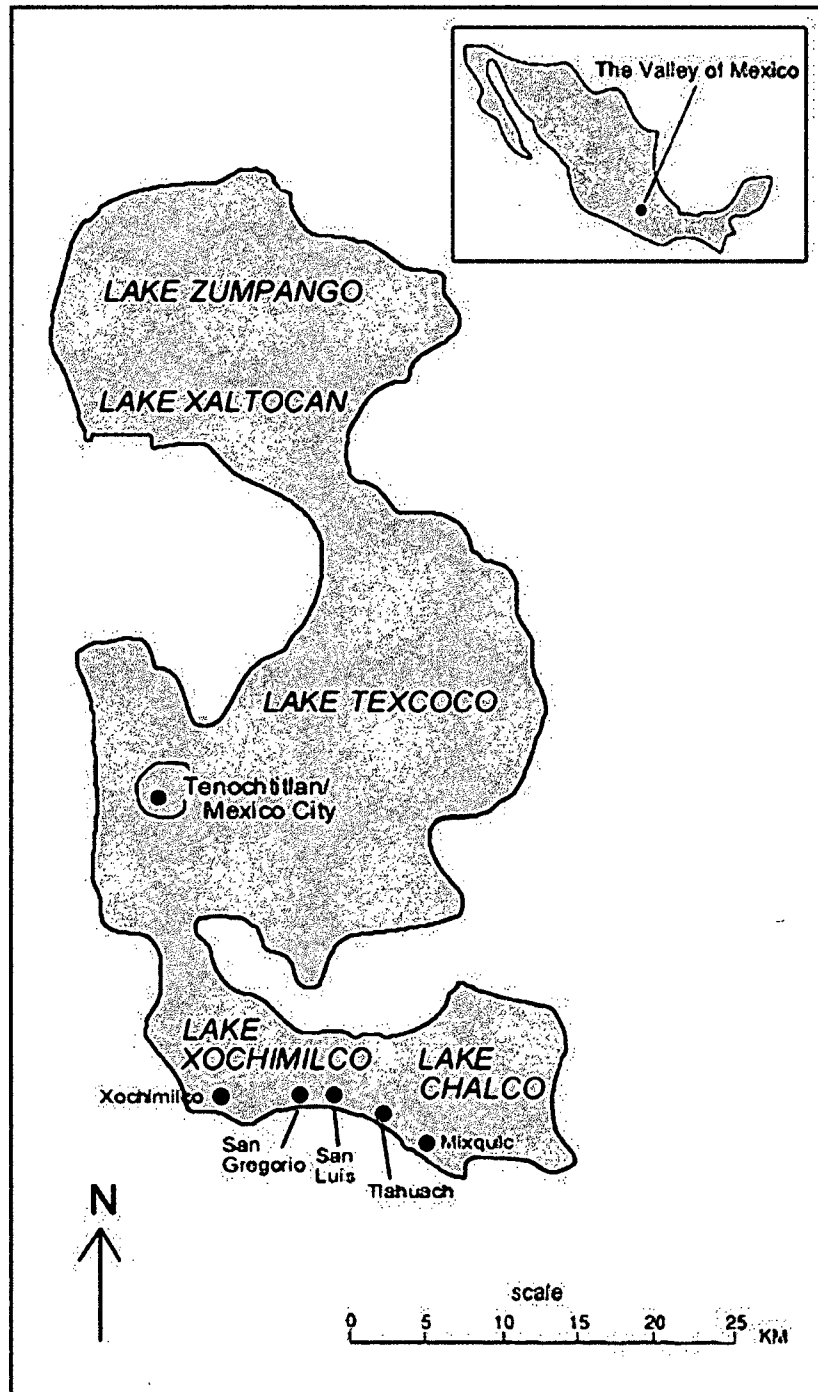 The Valley of Mexico
LAKE ZUMPANGO
LAKE XALTOCAN
LAKE TEXCOCO
Tenochtitlan/
Mexico City
LAKE
XOCHIMILCO
LAKE
CHALCO
Xochimilco
San
Gregorio
San
Luis
Tlahuach
Mixquic
N
scale
0 5 10 15 20 25
KM